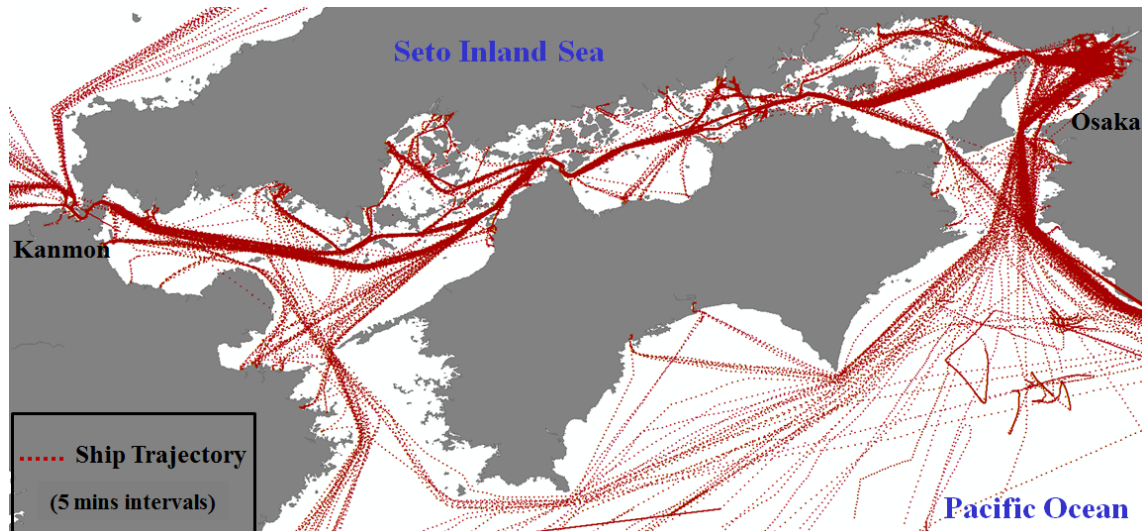 Seto Inland Sea
Osaka
Kanmon
Ship Trajectory
(5 mins intervals)
Pacific Ocean